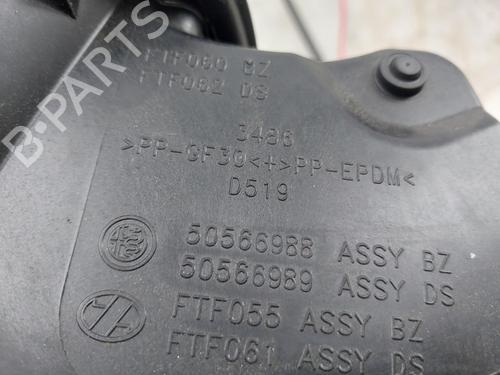 FTF060 BZ
FTF062 DS
3486
>PP-GF30<+>PP-EPDM<
D519
50566988 ASSY BZ
50566989 ASSY DS
FTF055 ASSY BZ
FTF061 ASSY DS